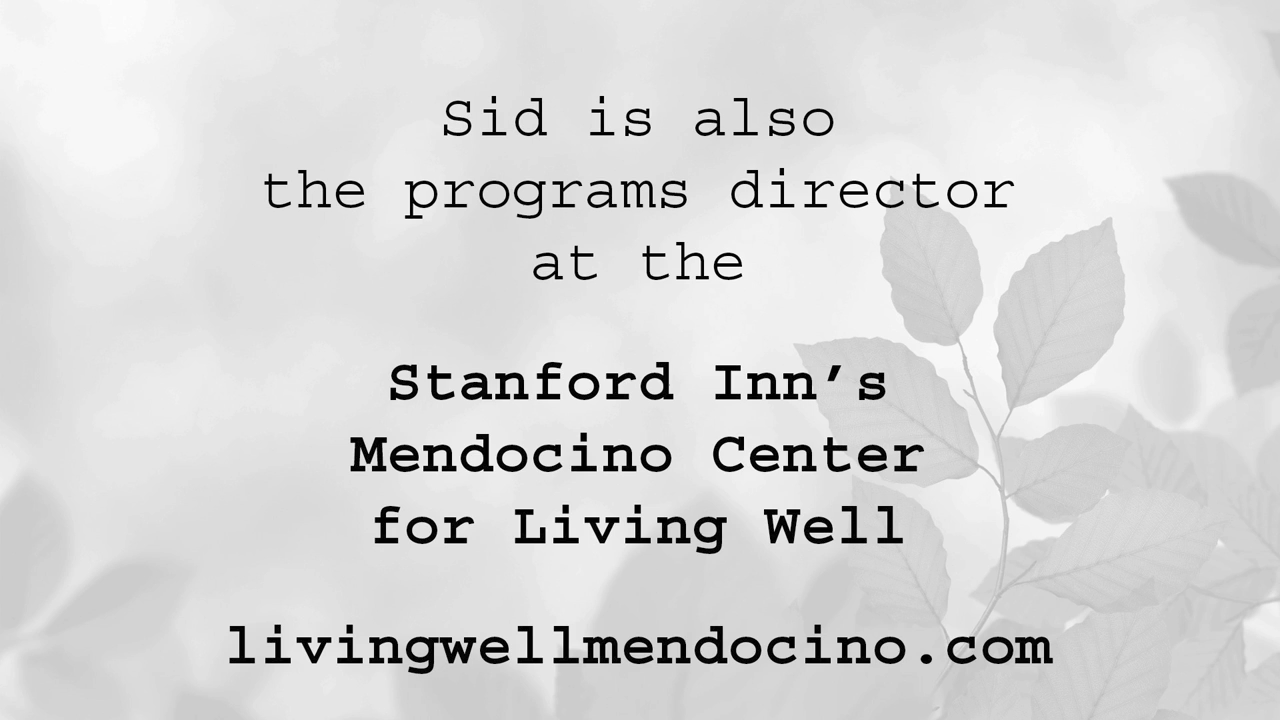 Sid is also
the programs director
at the
Stanford Inn’s
Mendocino Center
for Living Well
livingwellmendocino.com